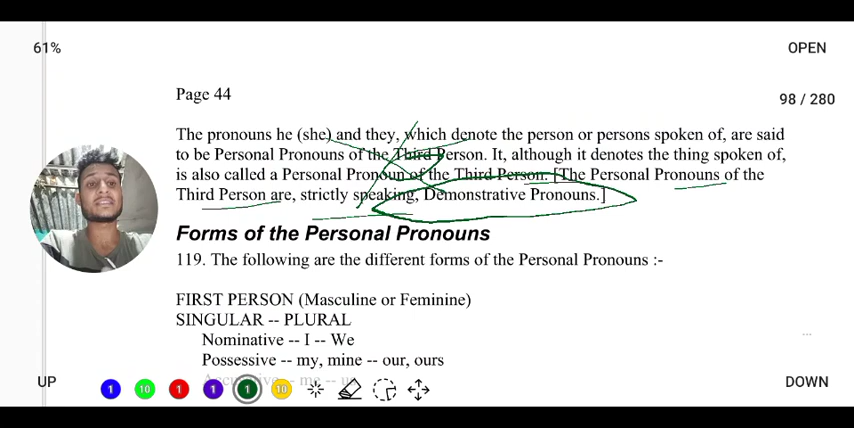 61%
OPEN
98 / 280
Page 44
The pronouns he (she) and they, which denote the person or persons spoken of, are said
to be Personal Pronouns of the Third Person. It, although it denotes the thing spoken of,
is also called a Personal Pronoun of the Third Person. [The Personal Pronouns of the
Third Person are, strictly speaking, Demonstrative Pronouns.]
Forms of the Personal Pronouns
119. The following are the different forms of the Personal Pronouns :-
FIRST PERSON (Masculine or Feminine)
SINGULAR -- PLURAL
Nominative -- I -- We
Possessive -- my, mine -- our, ours
UP
1 10 1 1 1 10
DOWN